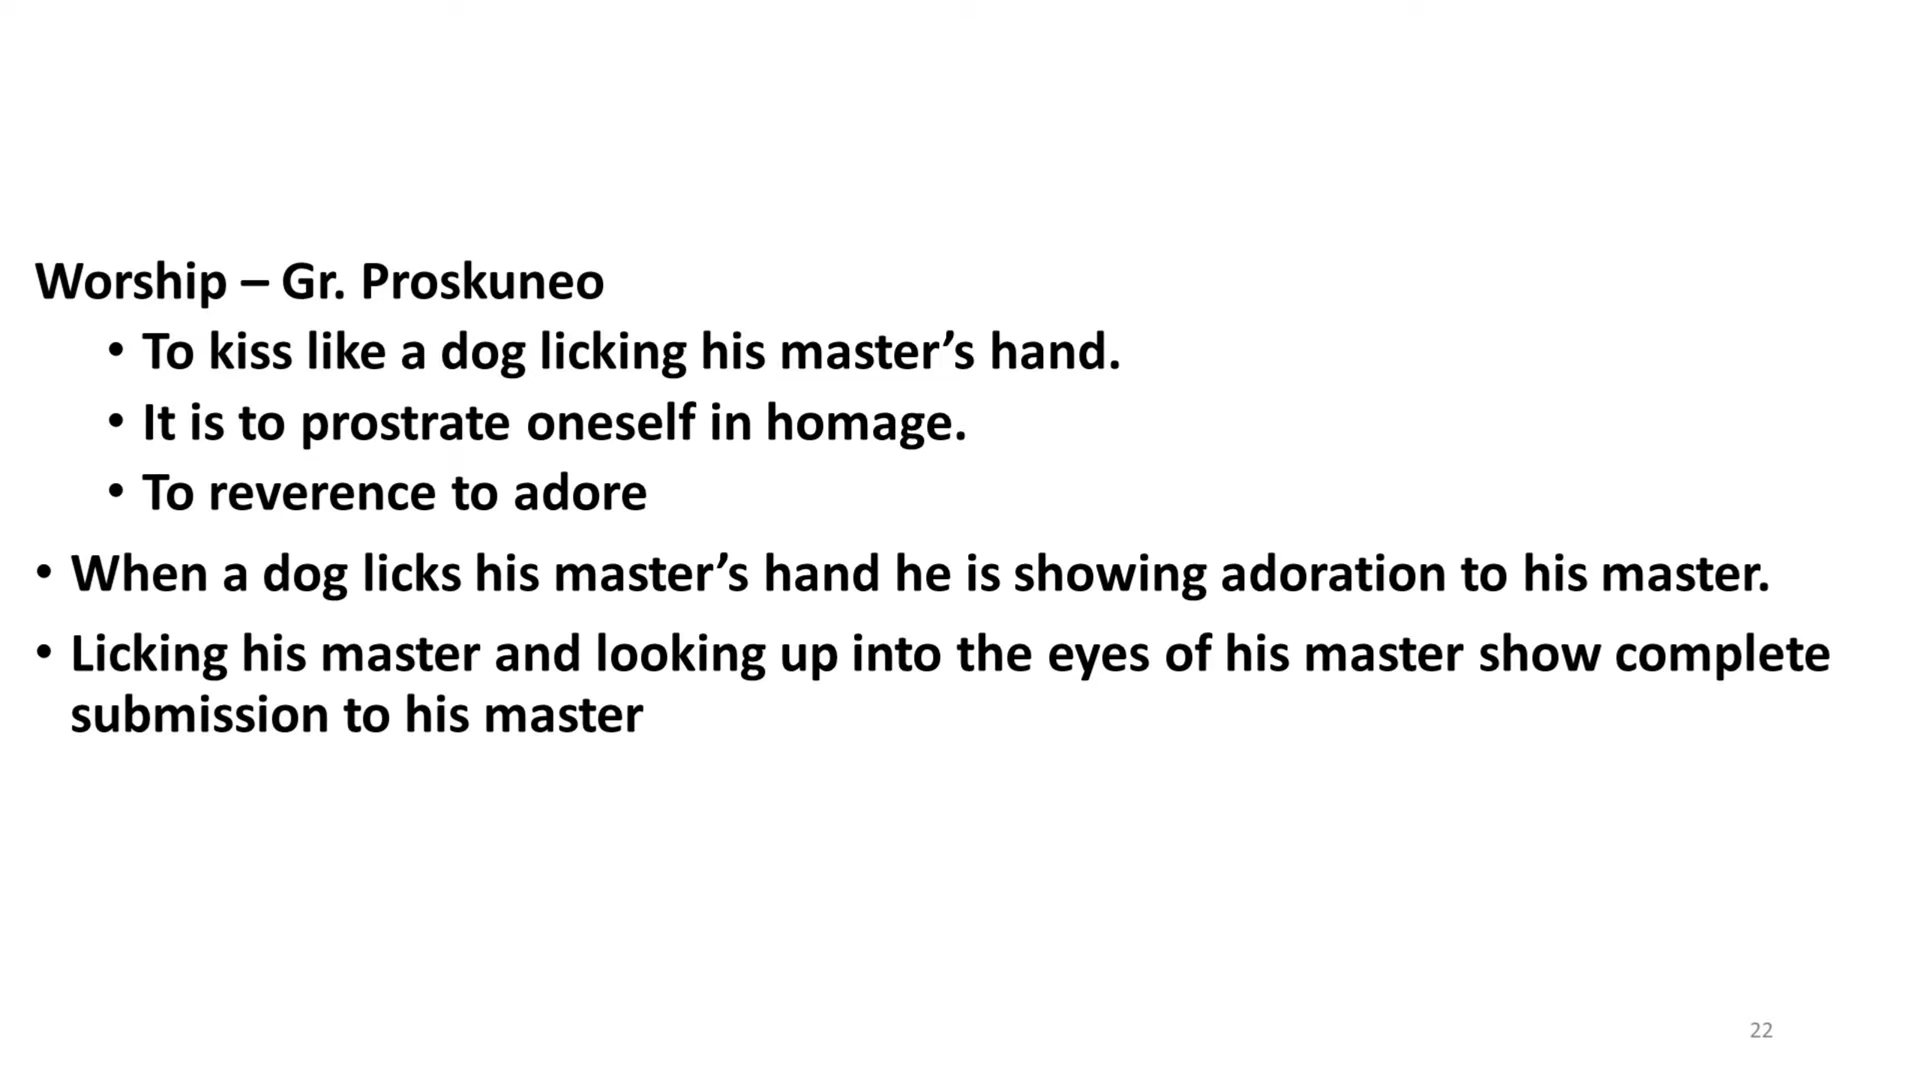 Worship – Gr. Proskuneo
• To kiss like a dog licking his master’s hand.
• It is to prostrate oneself in homage.
• To reverence to adore
• When a dog licks his master’s hand he is showing adoration to his master.
• Licking his master and looking up into the eyes of his master show complete
submission to his master
22